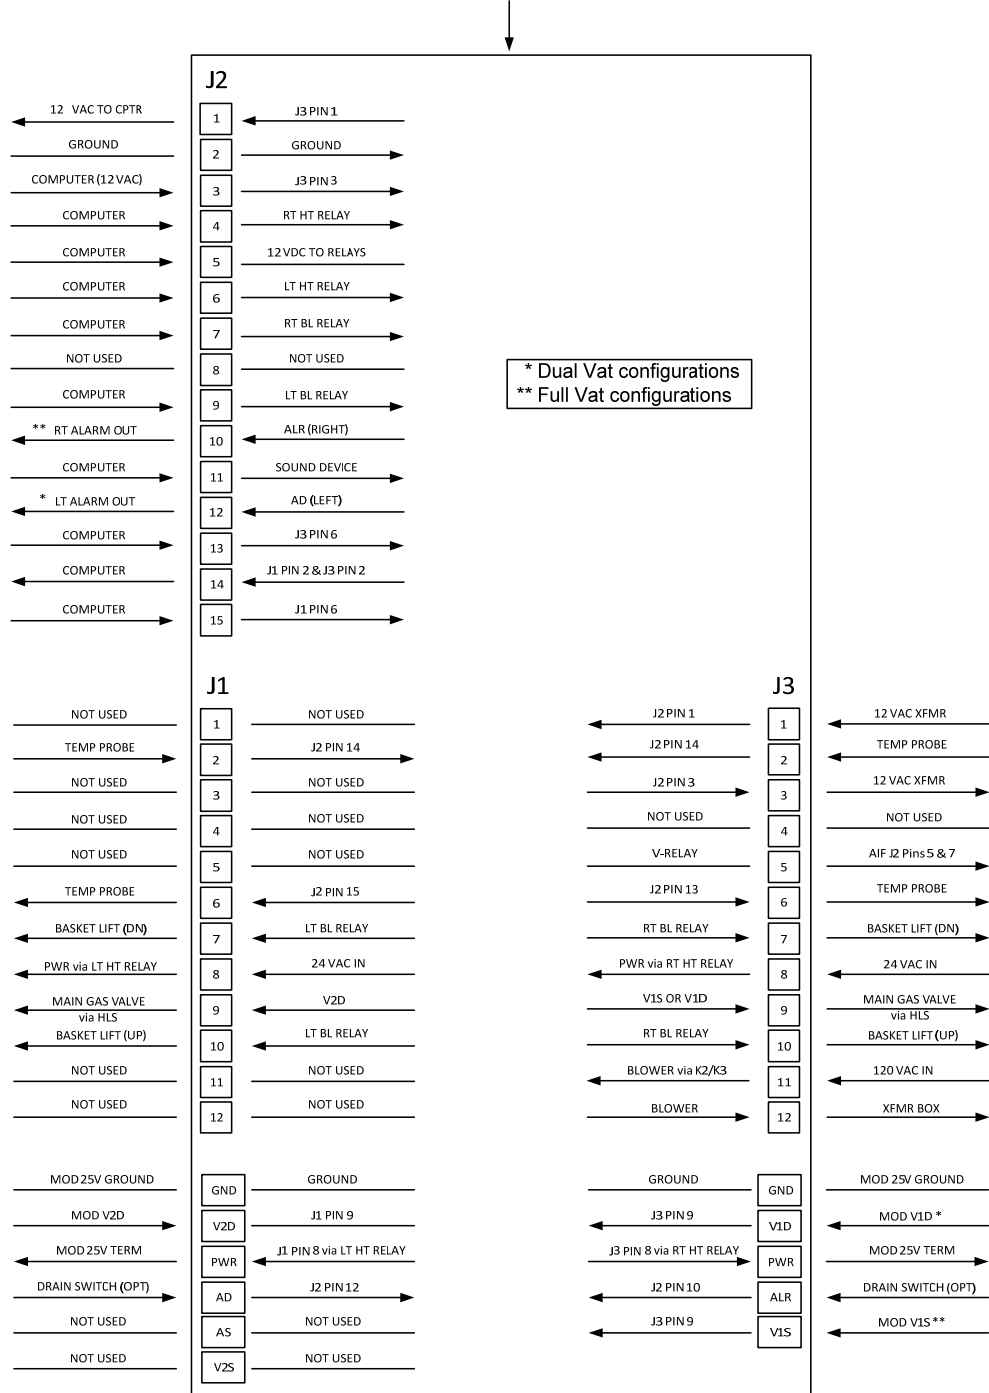 J2
12 VAC TO CPTR 1 J3 PIN 1
GROUND 2 GROUND
COMPUTER (12 VAC) 3 J3 PIN 3
COMPUTER 4 RT HT RELAY
COMPUTER 5 12 VDC TO RELAYS
COMPUTER 6 LT HT RELAY
COMPUTER 7 RT BL RELAY
NOT USED 8 NOT USED
* Dual Vat configurations
** Full Vat configurations
COMPUTER 9 LT BL RELAY
** RT ALARM OUT 10 ALR (RIGHT)
COMPUTER 11 SOUND DEVICE
* LT ALARM OUT 12 AD (LEFT)
COMPUTER 13 J3 PIN 6
COMPUTER 14 J1 PIN 2 & J3 PIN 2
COMPUTER 15 J1 PIN 6
J1 J3
NOT USED 1 NOT USED J2 PIN 1 1 12 VAC XFMR
TEMP PROBE 2 J2 PIN 14 J2 PIN 14 2 TEMP PROBE
NOT USED 3 NOT USED J2 PIN 3 3 12 VAC XFMR
NOT USED 4 NOT USED NOT USED 4 NOT USED
NOT USED 5 NOT USED V-RELAY 5 AIF J2 Pins 5 & 7
TEMP PROBE 6 J2 PIN 15 J2 PIN 13 6 TEMP PROBE
BASKET LIFT (DN) 7 LT BL RELAY RT BL RELAY 7 BASKET LIFT (DN)
PWR via LT HT RELAY 8 24 VAC IN PWR via RT HT RELAY 8 24 VAC IN
MAIN GAS VALVE 9 V2D V1S OR V1D 9 MAIN GAS VALVE
via HLS via HLS
BASKET LIFT (UP) 10 LT BL RELAY RT BL RELAY 10 BASKET LIFT (UP)
NOT USED 11 NOT USED BLOWER via K2/K3 11 120 VAC IN
NOT USED 12 NOT USED BLOWER 12 XFMR BOX
MOD 25V GROUND GND GROUND GROUND GND MOD 25V GROUND
MOD V2D V2D J1 PIN 9 J3 PIN 9 V1D MOD V1D *
MOD 25V TERM PWR J1 PIN 8 via LT HT RELAY J3 PIN 8 via RT HT RELAY PWR MOD 25V TERM
DRAIN SWITCH (OPT) AD J2 PIN 12 J2 PIN 10 ALR DRAIN SWITCH (OPT)
NOT USED AS NOT USED J3 PIN 9 V1S MOD V1S **
NOT USED V2S NOT USED